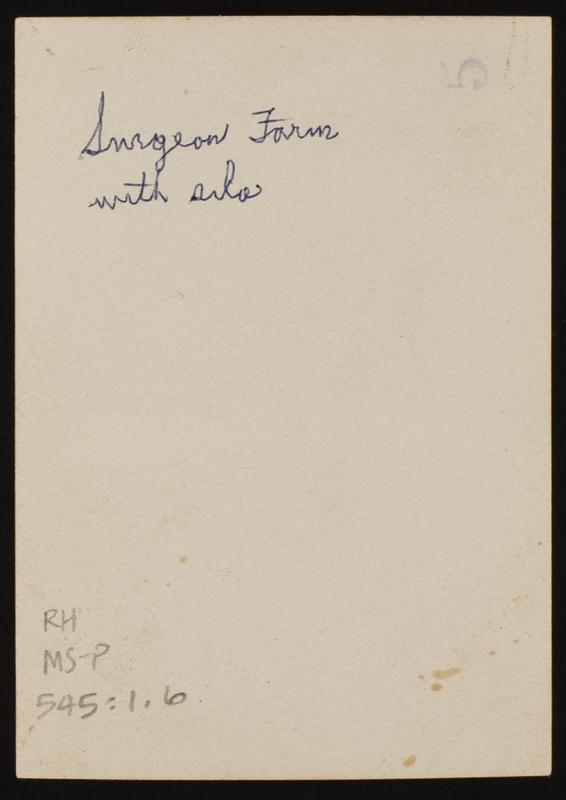 5
Surgeon Farm
with silo
RH
MS-P
545:1.6